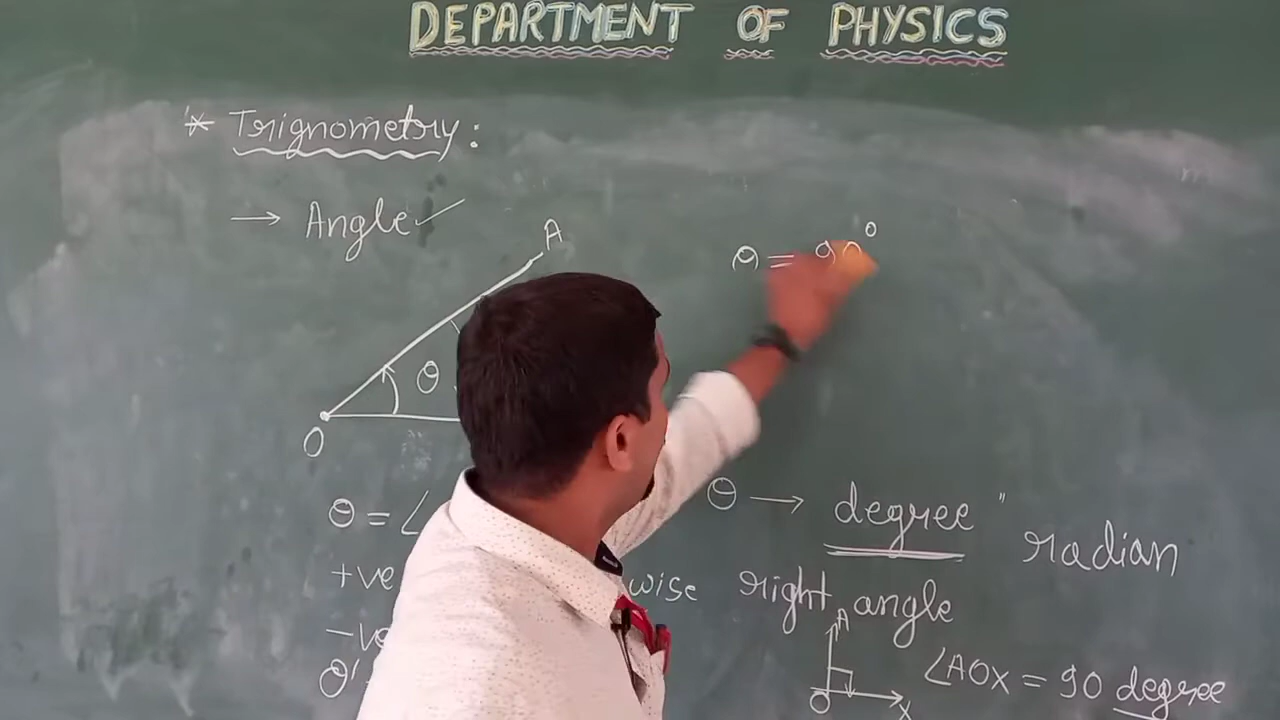 DEPARTMENT OF PHYSICS
* Trignometry:
→ Angle ✓
A
θ = 90°
θ
O
θ = ∠
θ → degree " radian
+ve
wise
right angle
-ve
A
∠AOX = 90 degree
θ'
O
X